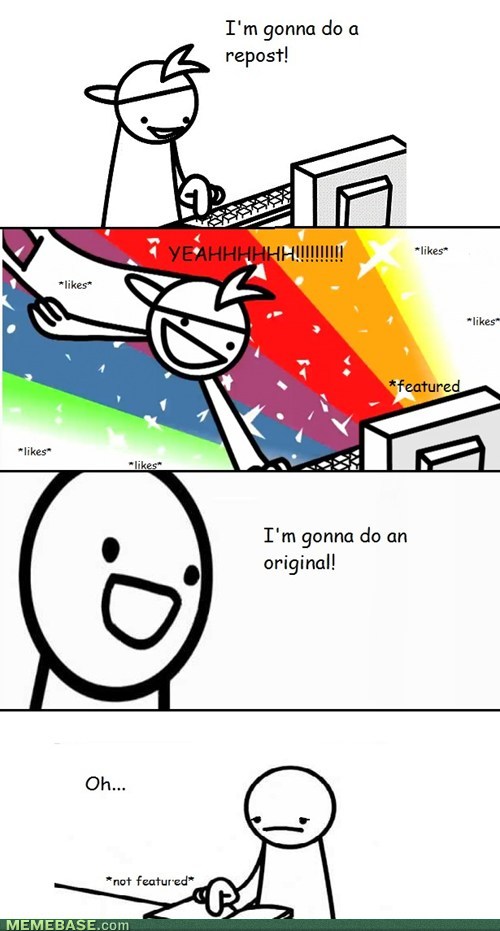 I'm gonna do a
repost!
YEAHHHHHH!!!!!!!!!!
*likes*
*likes*
*likes*
*featured
*likes*
*likes*
I'm gonna do an
original!
Oh...
*not featured*
MEMEBASE.com